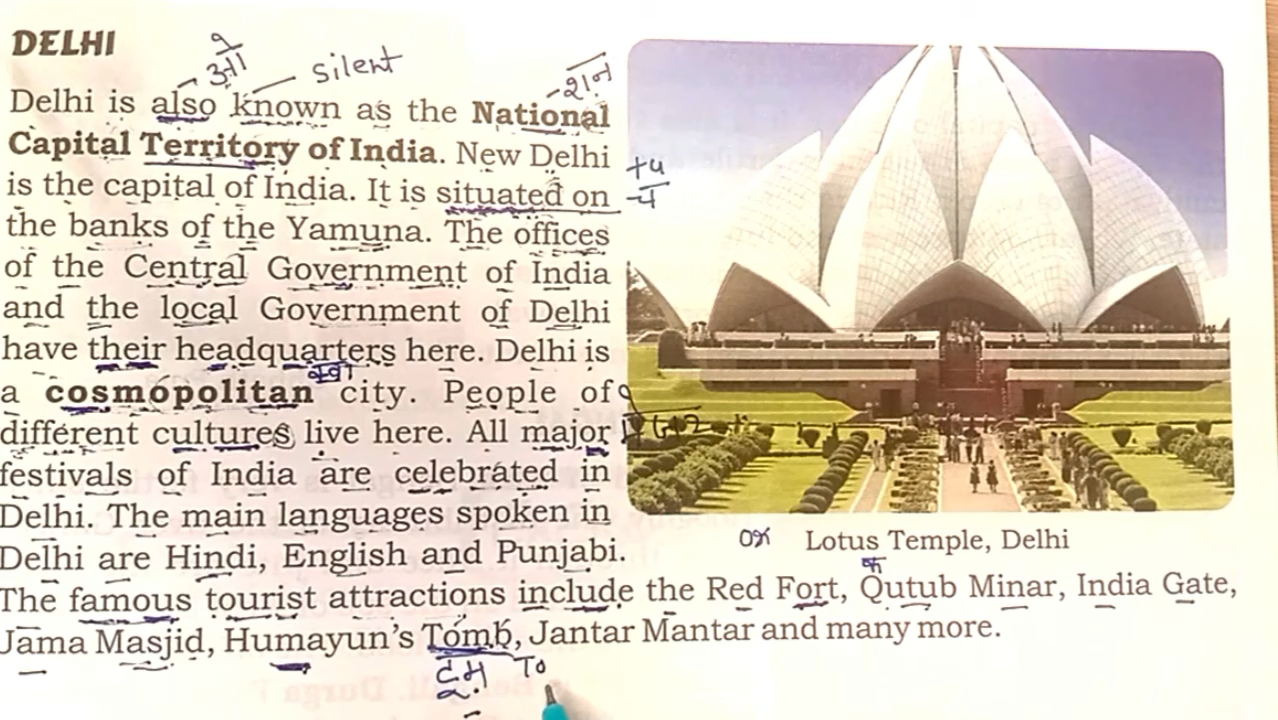 DELHI
Silent
Delhi is also known as the National
Capital Territory of India. New Delhi
is the capital of India. It is situated on
the banks of the Yamuna. The offices
of the Central Government of India
and the local Government of Delhi
have their headquarters here. Delhi is
a cosmopolitan city. People of
different cultures live here. All major
festivals of India are celebrated in
Delhi. The main languages spoken in
Delhi are Hindi, English and Punjabi.
Lotus Temple, Delhi
The famous tourist attractions include the Red Fort, Qutub Minar, India Gate,
Jama Masjid, Humayun's Tomb, Jantar Mantar and many more.
To